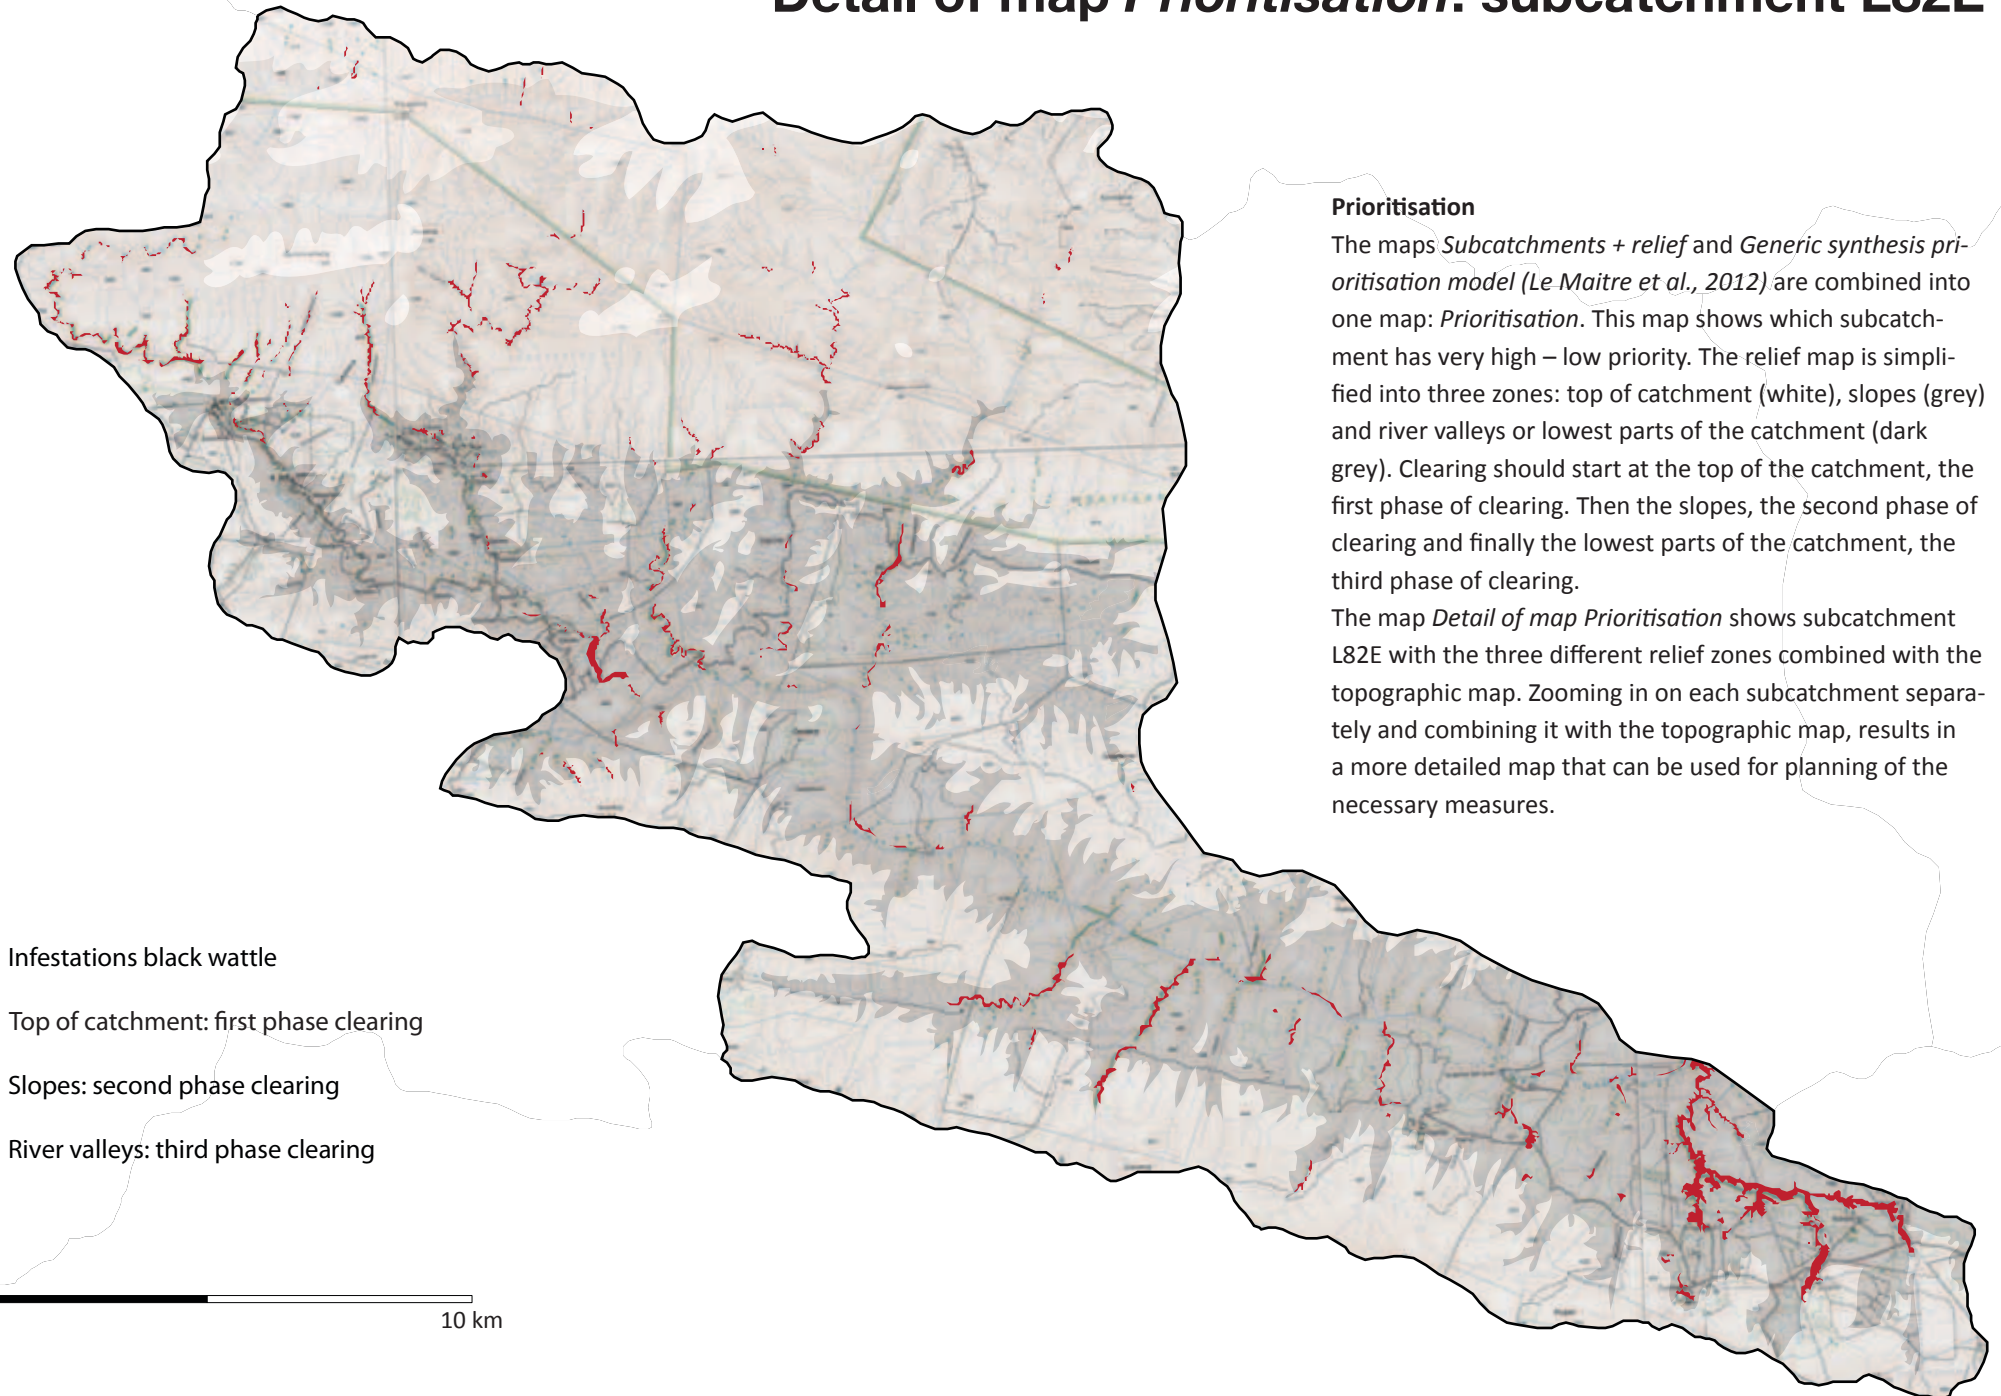 Detail of map Prioritisation: subcatchment L82E
Prioritisation
The maps Subcatchments + relief and Generic synthesis pri-
oritisation model (Le Maitre et al., 2012) are combined into
one map: Prioritisation. This map shows which subcatch-
ment has very high – low priority. The relief map is simpli-
fied into three zones: top of catchment (white), slopes (grey)
and river valleys or lowest parts of the catchment (dark
grey). Clearing should start at the top of the catchment, the
first phase of clearing. Then the slopes, the second phase of
clearing and finally the lowest parts of the catchment, the
third phase of clearing.
The map Detail of map Prioritisation shows subcatchment
L82E with the three different relief zones combined with the
topographic map. Zooming in on each subcatchment separa-
tely and combining it with the topographic map, results in
a more detailed map that can be used for planning of the
necessary measures.
Infestations black wattle
Top of catchment: first phase clearing
Slopes: second phase clearing
River valleys: third phase clearing
10 km